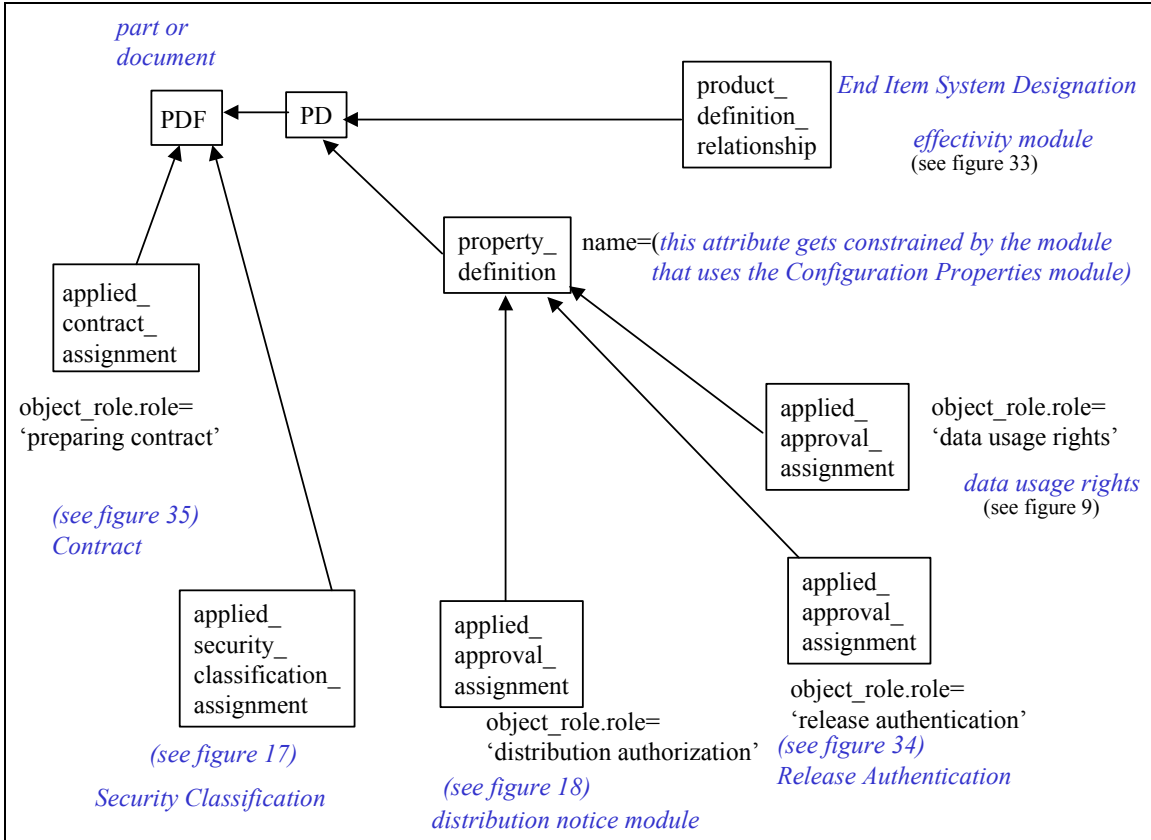 part or
document
PDF
PD
product_
definition_
relationship
End Item System Designation
effectivity module
(see figure 33)
property_
definition
name=(this attribute gets constrained by the module
that uses the Configuration Properties module)
applied_
contract_
assignment
object_role.role=
‘preparing contract’
(see figure 35)
Contract
applied_
approval_
assignment
object_role.role=
‘data usage rights’
data usage rights
(see figure 9)
applied_
security_
classification_
assignment
(see figure 17)
Security Classification
applied_
approval_
assignment
object_role.role=
‘distribution authorization’
(see figure 18)
distribution notice module
applied_
approval_
assignment
object_role.role=
‘release authentication’
(see figure 34)
Release Authentication